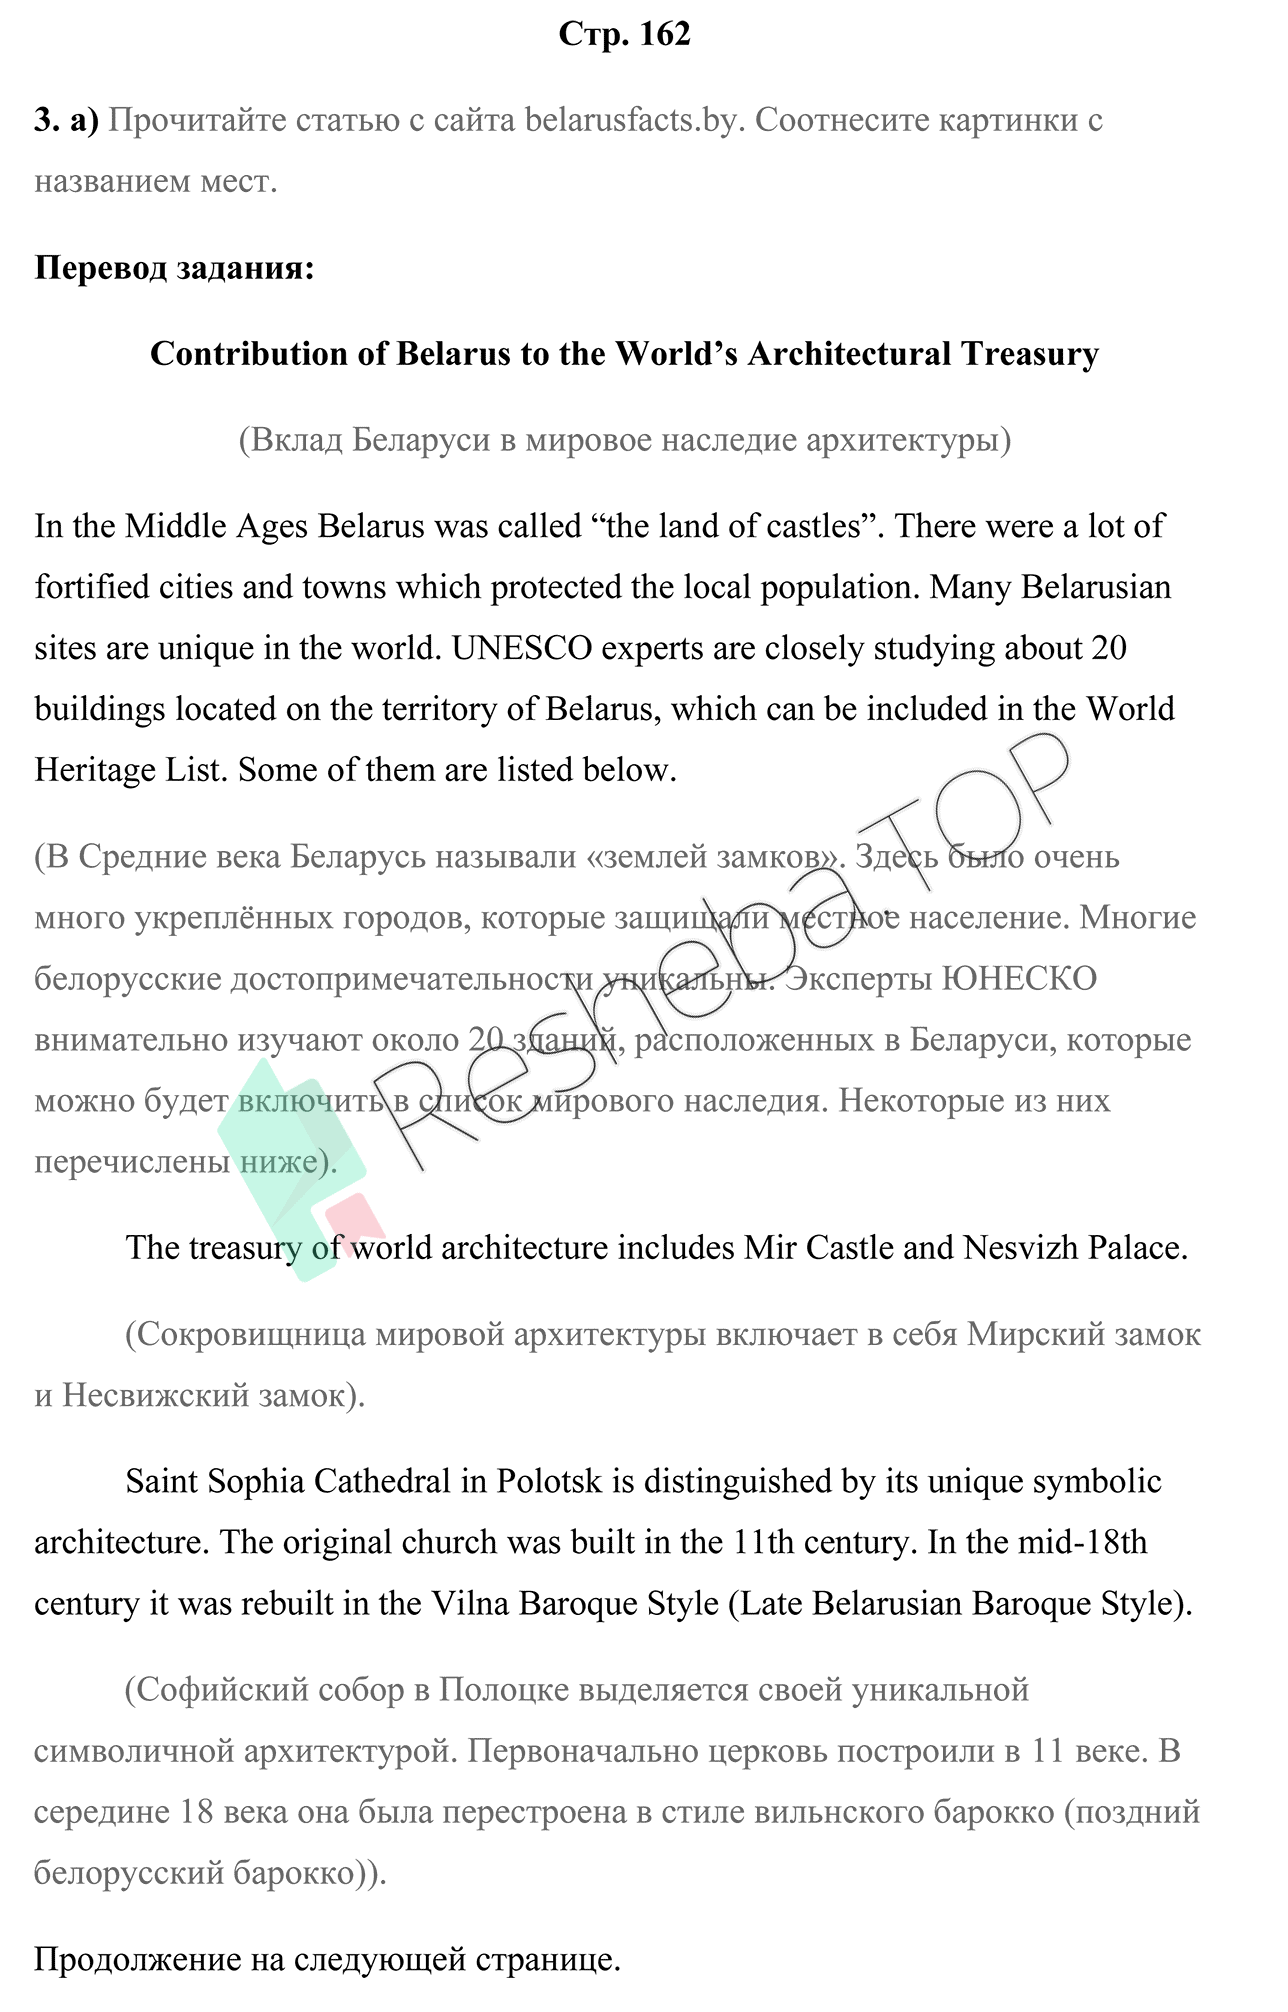 Стр. 162
3. a) Прочитайте статью с сайта belarusfacts.by. Соотнесите картинки с
названием мест.
Перевод задания:
Contribution of Belarus to the World’s Architectural Treasury
(Вклад Беларуси в мировое наследие архитектуры)
In the Middle Ages Belarus was called “the land of castles”. There were a lot of
fortified cities and towns which protected the local population. Many Belarusian
sites are unique in the world. UNESCO experts are closely studying about 20
buildings located on the territory of Belarus, which can be included in the World
Heritage List. Some of them are listed below.
(В Средние века Беларусь называли «землей замков». Здесь было очень
много укреплённых городов, которые защищали местное население. Многие
белорусские достопримечательности уникальны. Эксперты ЮНЕСКО
внимательно изучают около 20 зданий, расположенных в Беларуси, которые
можно будет включить в список мирового наследия. Некоторые из них
перечислены ниже).
Resheba.TOP
The treasury of world architecture includes Mir Castle and Nesvizh Palace.
(Сокровищница мировой архитектуры включает в себя Мирский замок
и Несвижский замок).
Saint Sophia Cathedral in Polotsk is distinguished by its unique symbolic
architecture. The original church was built in the 11th century. In the mid-18th
century it was rebuilt in the Vilna Baroque Style (Late Belarusian Baroque Style).
(Софийский собор в Полоцке выделяется своей уникальной
символичной архитектурой. Первоначально церковь построили в 11 веке. В
середине 18 века она была перестроена в стиле вильнского барокко (поздний
белорусский барокко)).
Продолжение на следующей странице.